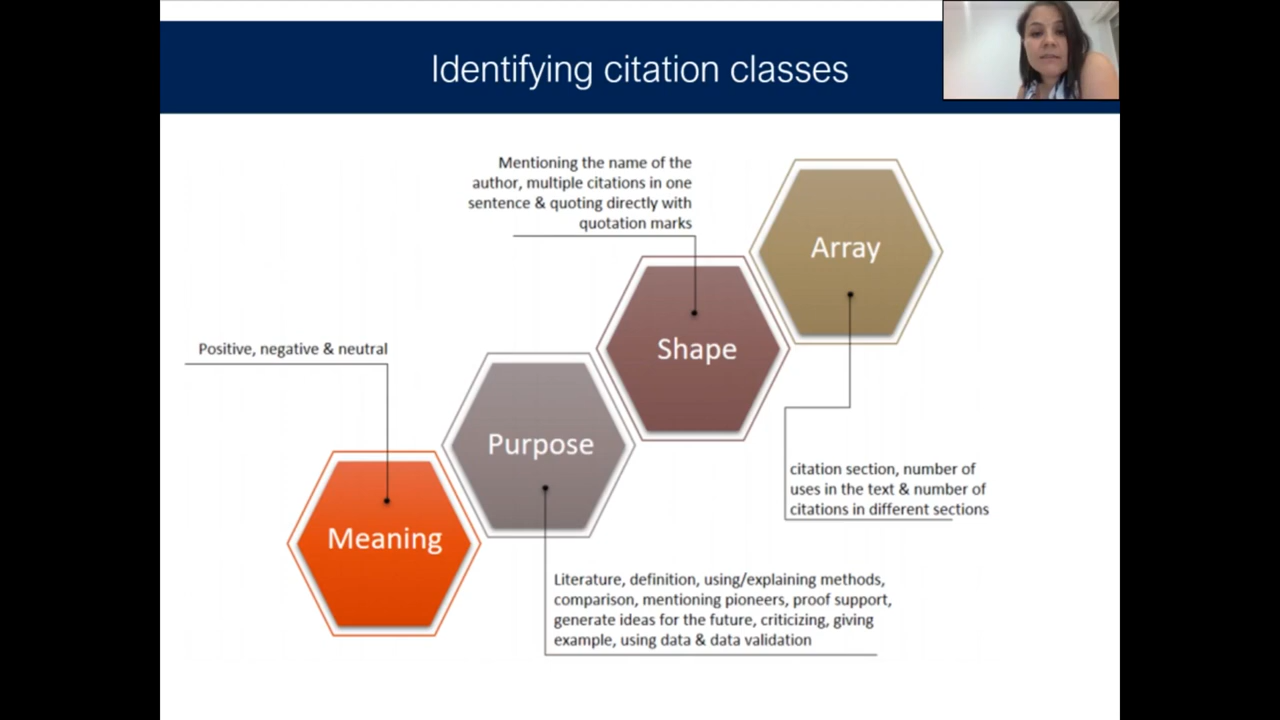 Identifying citation classes
Mentioning the name of the
author, multiple citations in one
sentence & quoting directly with
quotation marks
Array
Shape
Positive, negative & neutral
Purpose
citation section, number of
uses in the text & number of
citations in different sections
Meaning
Literature, definition, using/explaining methods,
comparison, mentioning pioneers, proof support,
generate ideas for the future, criticizing, giving
example, using data & data validation